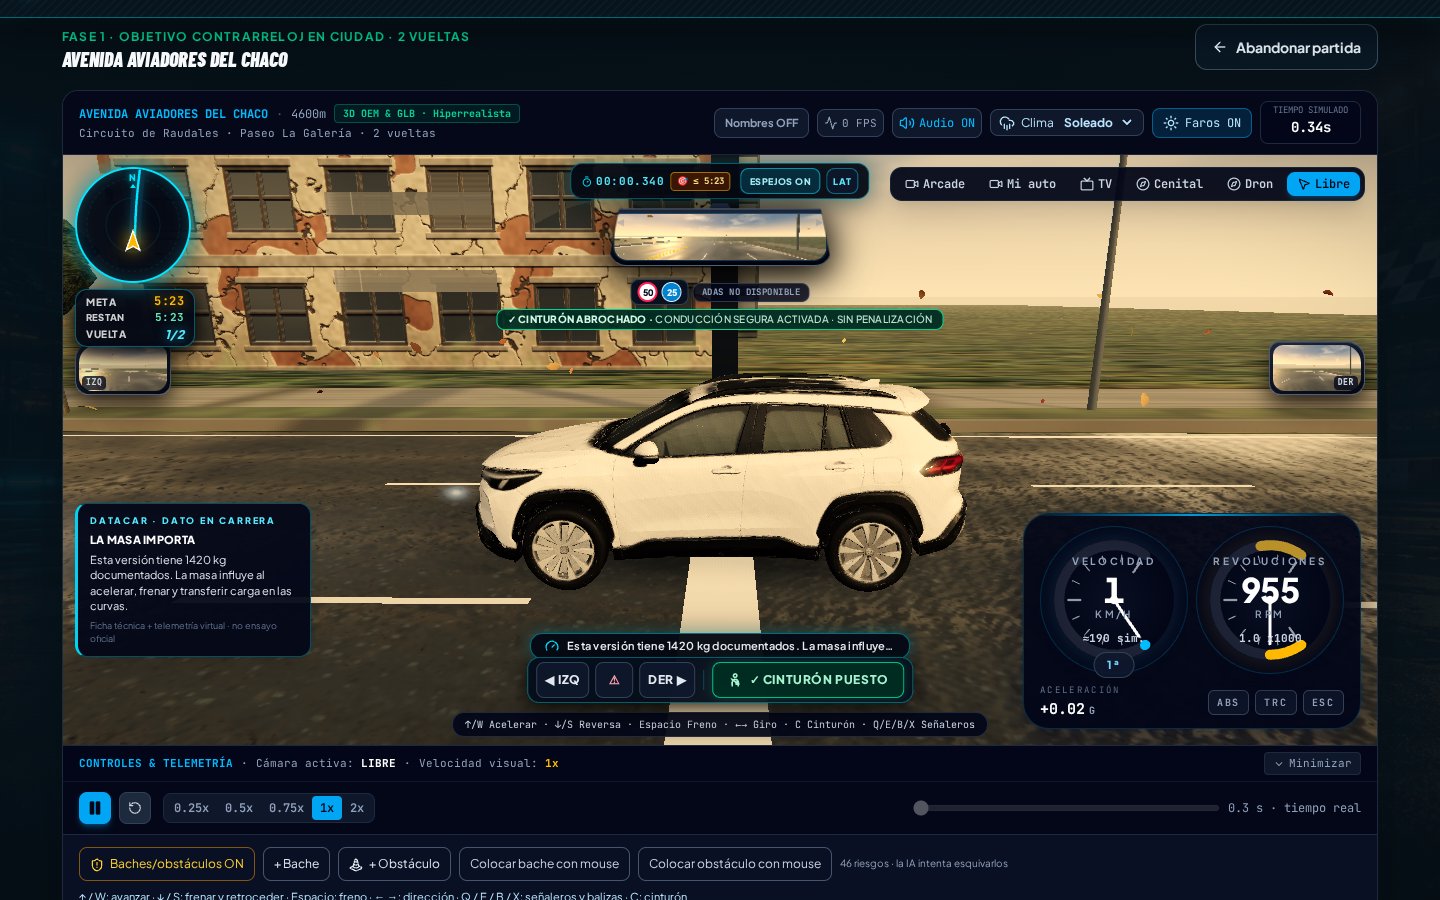 FASE 1 · OBJETIVO CONTRARRELOJ EN CIUDAD · 2 VUELTAS
AVENIDA AVIADORES DEL CHACO
← Abandonar partida
AVENIDA AVIADORES DEL CHACO · 4600m 3D OEM & GLB · Hiperrealista
Circuito de Raudales · Paseo La Galería · 2 vueltas
Nombres OFF
0 FPS
Audio ON
Clima Soleado
Faros ON
TIEMPO SIMULADO
0.34s
N
00:00.340 🎯 ≤ 5:23 ESPEJOS ON LAT
Arcade Mi auto TV Cenital Dron Libre
META 5:23
RESTAN 5:23
VUELTA 1/2
IZQ
50 25 ADAS NO DISPONIBLE
✓ CINTURÓN ABROCHADO · CONDUCCIÓN SEGURA ACTIVADA · SIN PENALIZACIÓN
DER
DATACAR · DATO EN CARRERA
LA MASA IMPORTA
Esta versión tiene 1420 kg
documentados. La masa influye al
acelerar, frenar y transferir carga en las
curvas.
Ficha técnica + telemetría virtual · no ensayo
oficial
VELOCIDAD
1
KM/H
≈190 sim
1ª
REVOLUCIONES
955
RPM
1.0 x1000
ACELERACIÓN
+0.02 G
ABS TRC ESC
Esta versión tiene 1420 kg documentados. La masa influye…
◀ IZQ ⚠ DER ▶ ✓ CINTURÓN PUESTO
↑/W Acelerar · ↓/S Reversa · Espacio Freno · ←→ Giro · C Cinturón · Q/E/B/X Señaleros
CONTROLES & TELEMETRÍA · Cámara activa: LIBRE · Velocidad visual: 1x
Minimizar
0.25x 0.5x 0.75x 1x 2x
0.3 s · tiempo real
Baches/obstáculos ON
+ Bache
+ Obstáculo
Colocar bache con mouse
Colocar obstáculo con mouse
46 riesgos · la IA intenta esquivarlos
↑ / W: avanzar · ↓ / S: frenar y retroceder · Espacio: freno · ← →: dirección · Q / E / B / X: señaleros y balizas · C: cinturón